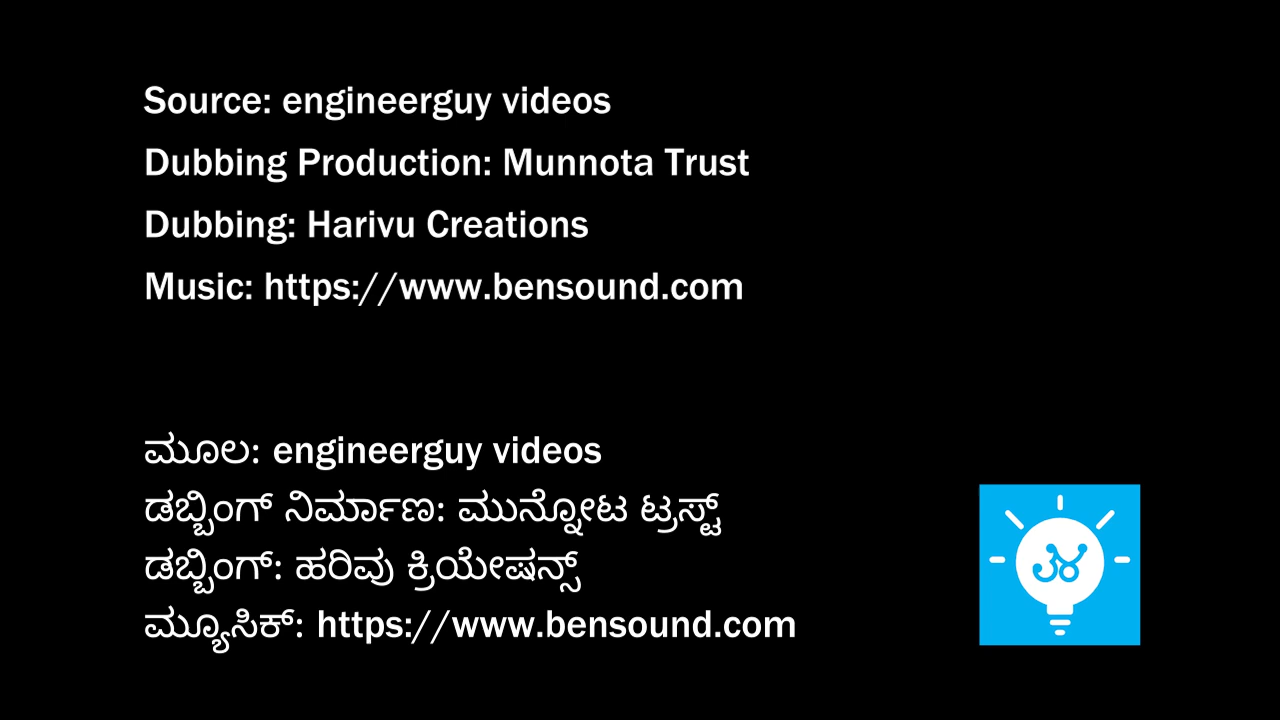 Source: engineerguy videos
Dubbing Production: Munnota Trust
Dubbing: Harivu Creations
Music: https://www.bensound.com
ಮೂಲ: engineerguy videos
ಡಬ್ಬಿಂಗ್ ನಿರ್ಮಾಣ: ಮುನ್ನೋಟ ಟ್ರಸ್ಟ್
ಡಬ್ಬಿಂಗ್: ಹರಿವು ಕ್ರಿಯೇಷನ್ಸ್
ಮ್ಯೂಸಿಕ್: https://www.bensound.com